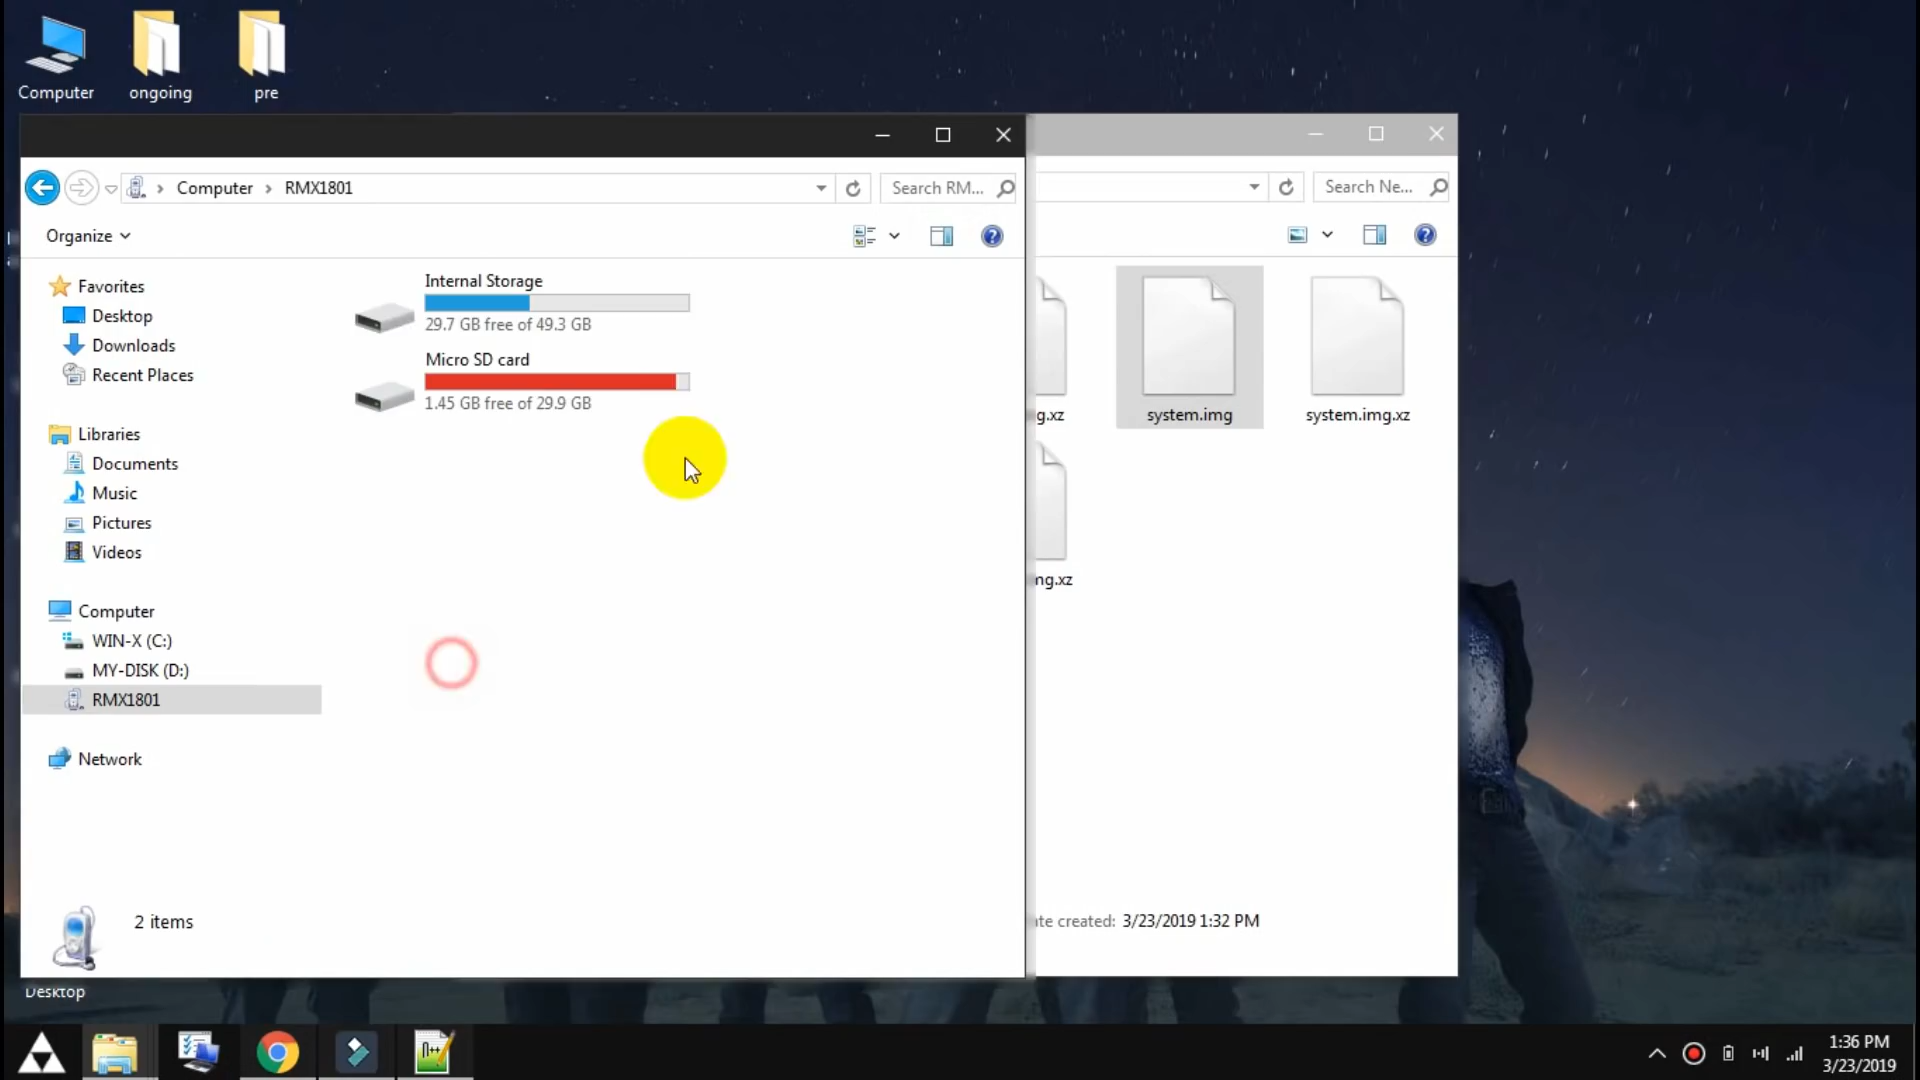 Computer
ongoing
pre
Computer
RMX1801
Search RM...
Search Ne...
Organize
Favorites
Desktop
Downloads
Recent Places
Libraries
Documents
Music
Pictures
Videos
Computer
WIN-X (C:)
MY-DISK (D:)
RMX1801
Network
Internal Storage
29.7 GB free of 49.3 GB
Micro SD card
1.45 GB free of 29.9 GB
g.xz
system.img
system.img.xz
ng.xz
2 items
te created: 3/23/2019 1:32 PM
Desktop
n++
1:36 PM
3/23/2019